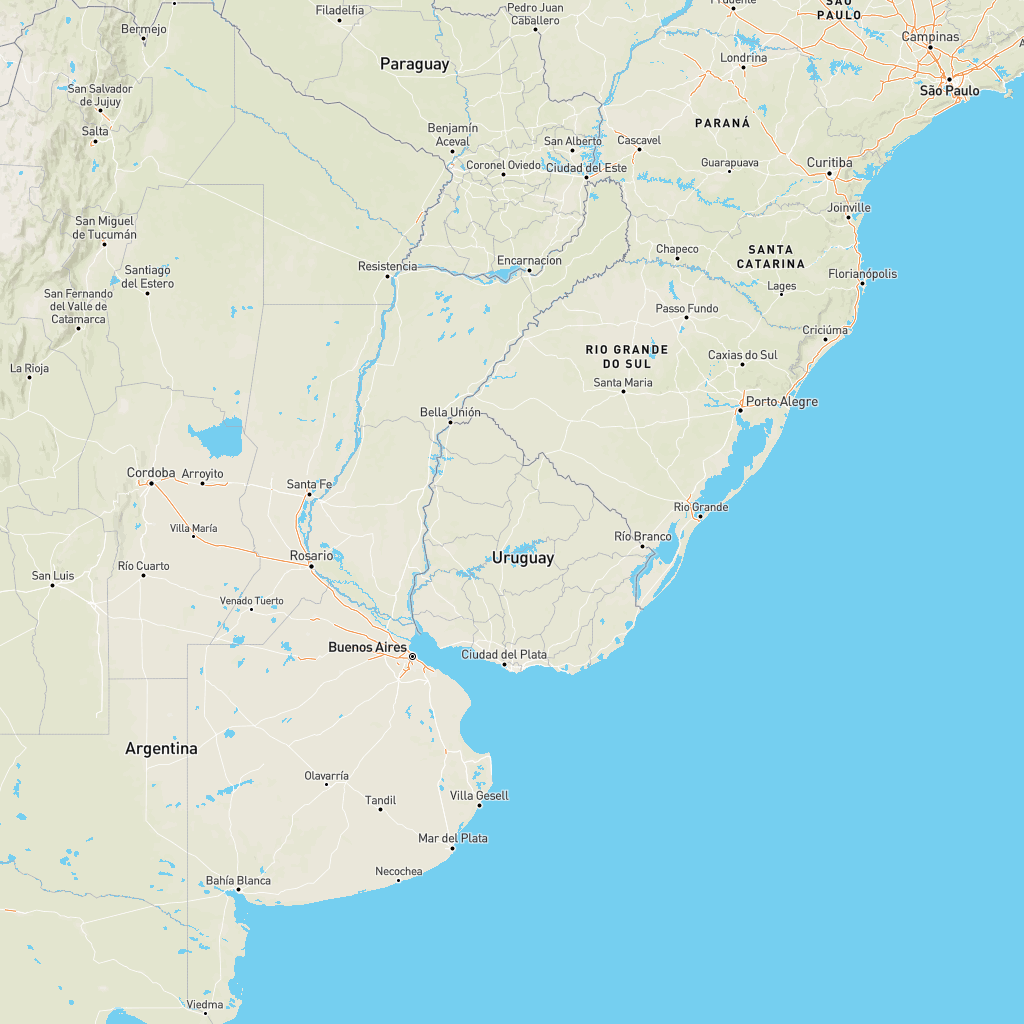 SÃO
PAULO
Filadelfia
Pedro Juan
Caballero
Bermejo
Campinas
Londrina
Paraguay
São Paulo
San Salvador
de Jujuy
PARANÁ
Salta
Benjamín
Aceval
San Alberto
Cascavel
Coronel Oviedo
Ciudad del Este
Guarapuava
Curitiba
Joinville
San Miguel
de Tucumán
Chapeco
SANTA
CATARINA
Resistencia
Encarnacion
Santiago
del Estero
Florianópolis
Lages
San Fernando
del Valle de
Catamarca
Passo Fundo
Criciúma
RIO GRANDE
DO SUL
Caxias do Sul
La Rioja
Santa Maria
Porto Alegre
Bella Unión
Cordoba
Arroyito
Santa Fe
Rio Grande
Villa María
Río Branco
Rosario
Uruguay
San Luis
Río Cuarto
Venado Tuerto
Buenos Aires
Ciudad del Plata
Argentina
Olavarría
Tandil
Villa Gesell
Mar del Plata
Necochea
Bahía Blanca
Viedma